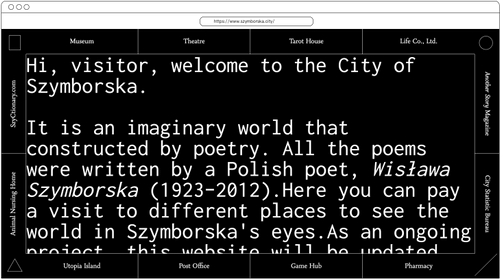 https://www.szymborska.city/
Museum
Theatre
Tarot House
Life Co., Ltd.
SzyCtionary.com
Another Story Magazine
Hi, visitor, welcome to the City of
Szymborska.
It is an imaginary world that
constructed by poetry. All the poems
were written by a Polish poet, Wisława
Szymborska (1923-2012).Here you can pay
a visit to different places to see the
world in Szymborska's eyes.As an ongoing
project, this website will be updated
Animal Nursing Home
City Statistic Bureau
Utopia Island
Post Office
Game Hub
Pharmacy